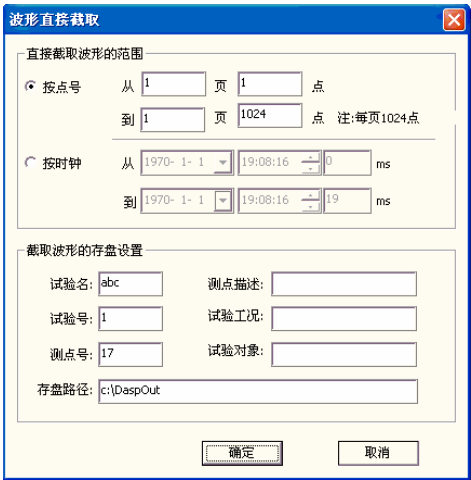 波形直接截取
直接截取波形的范围
按点号 从 1 页 1 点
到 1 页 1024 点 注:每页1024点
按时钟 从 1970- 1- 1 19:08:16 0 ms
到 1970- 1- 1 19:08:16 19 ms
截取波形的存盘设置
试验名: abc 测点描述:
试验号: 1 试验工况:
测点号: 17 试验对象:
存盘路径: c:\DaspOut
确定 取消